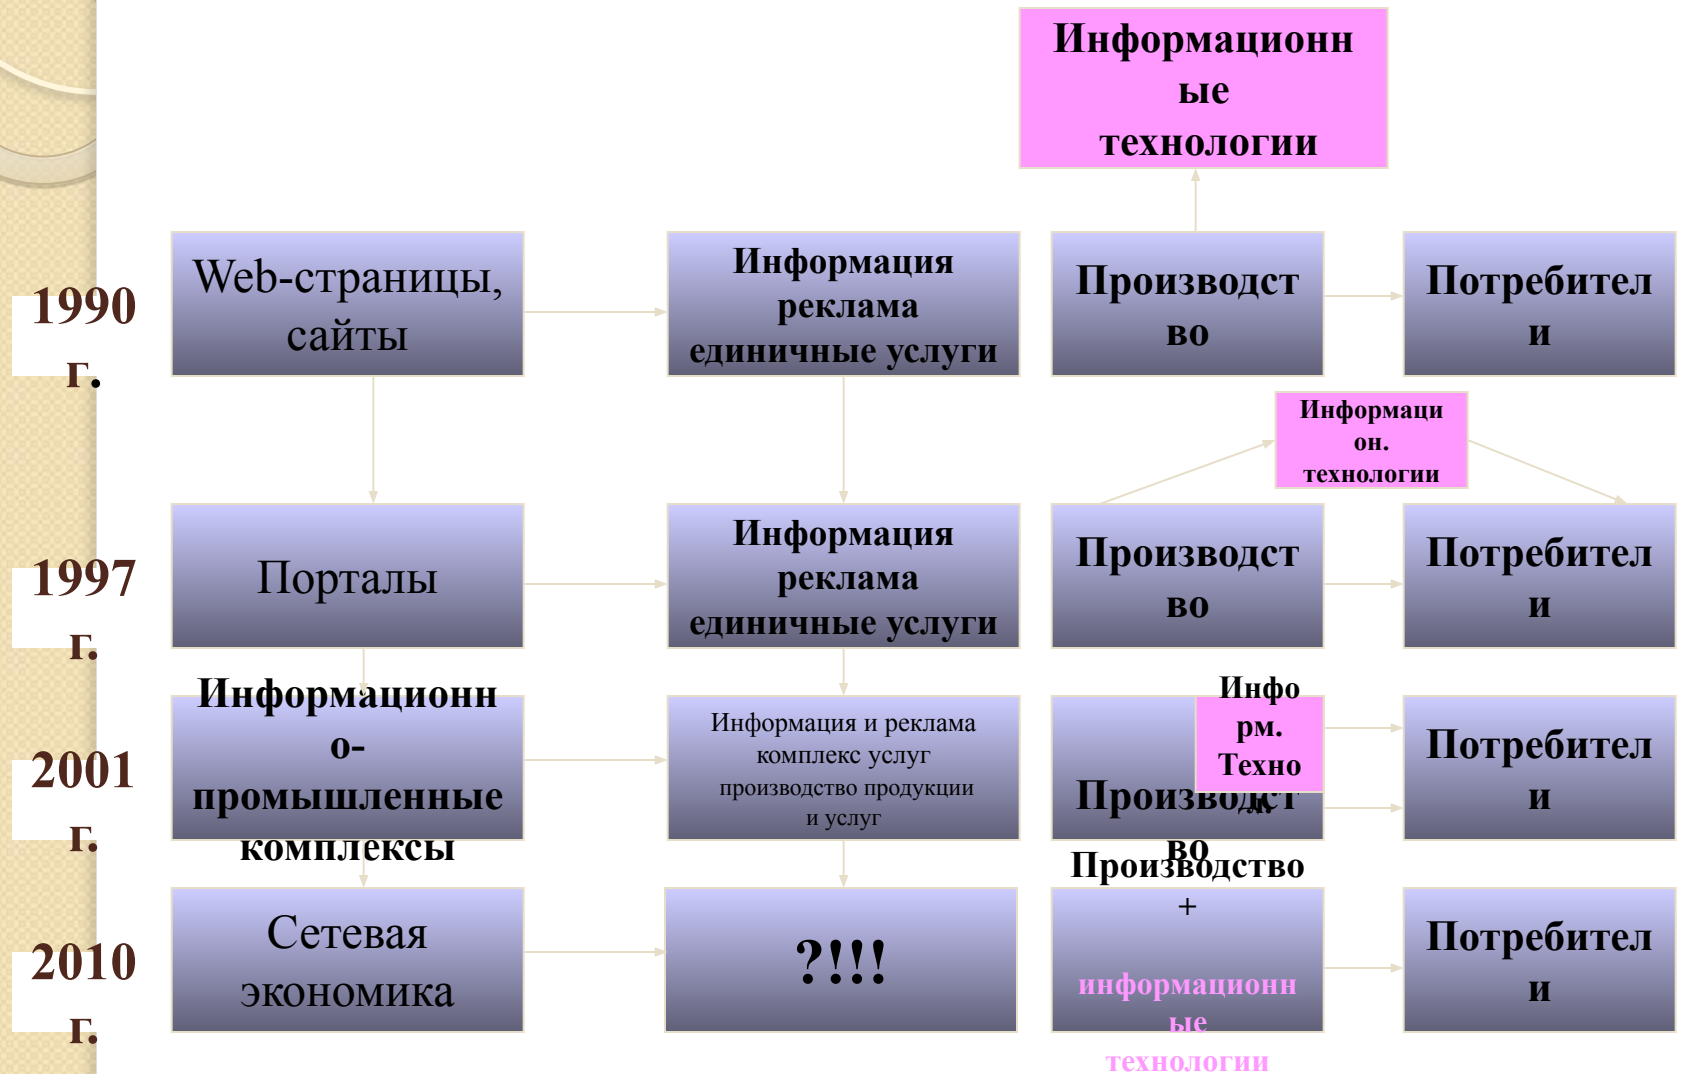 Информационн
ые
технологии
1990
г.
Web-страницы,
сайты
Информация
реклама
единичные услуги
Производст
во
Потребител
и
Информаци
он.
технологии
1997
г.
Порталы
Информация
реклама
единичные услуги
Производст
во
Потребител
и
2001
г.
Информационн
о-
промышленные
комплексы
Информация и реклама
комплекс услуг
производство продукции
и услуг
Инфо
рм.
Техно
л.
Производст
во
Потребител
и
2010
г.
Сетевая
экономика
?!!!
Производство
+
информационн
ые
технологии
Потребител
и